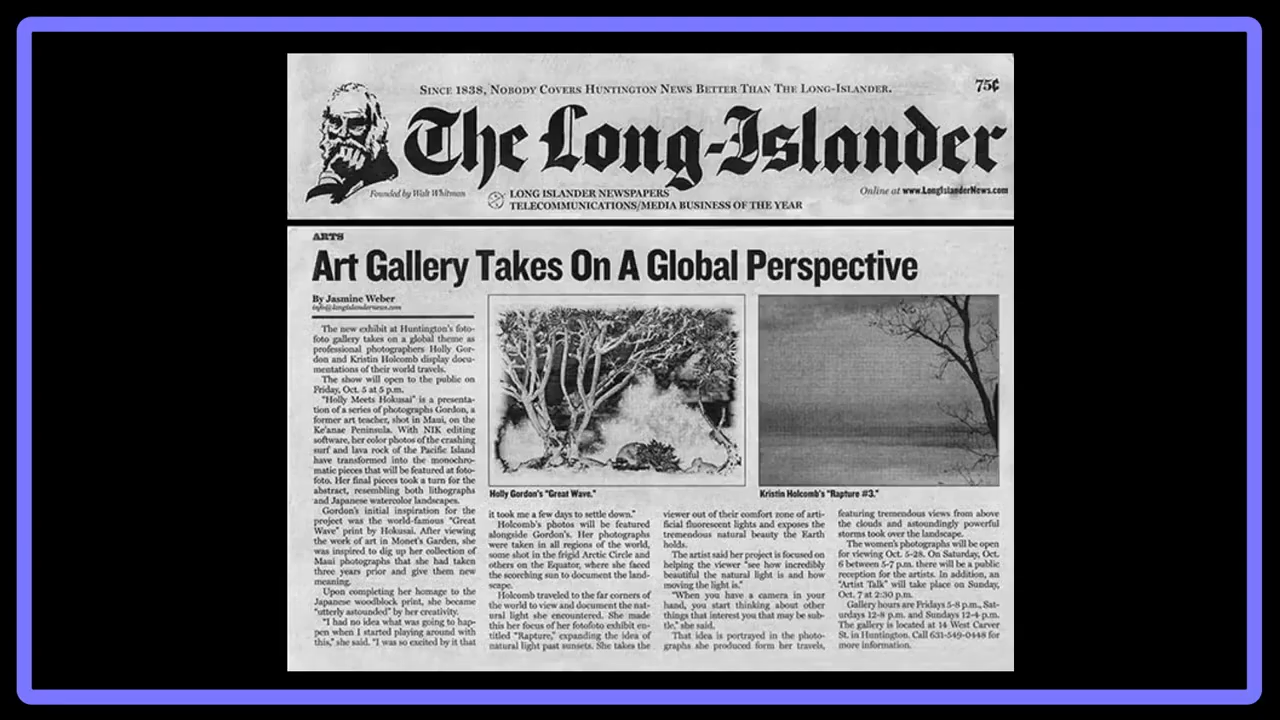 SINCE 1838, NOBODY COVERS HUNTINGTON NEWS BETTER THAN THE LONG-ISLANDER.
75¢
The Long-Islander
Founded by Walt Whitman
LONG ISLANDER NEWSPAPERS
TELECOMMUNICATIONS/MEDIA BUSINESS OF THE YEAR
Online at www.LongIslanderNews.com
ARTS
Art Gallery Takes On A Global Perspective
By Jasmine Weber
info@longislandernews.com
The new exhibit at Huntington's foto-
foto gallery takes on a global theme as
professional photographers Holly Gor-
don and Kristin Holcomb display docu-
mentations of their world travels.
The show will open to the public on
Friday, Oct. 5 at 5 p.m.
"Holly Meets Hokusai" is a presenta-
tion of a series of photographs Gordon, a
former art teacher, shot in Maui, on the
Ke'anae Peninsula. With NIK editing
software, her color photos of the crashing
surf and lava rock of the Pacific Island
have transformed into the monochro-
matic pieces that will be featured at foto-
foto. Her final pieces took a turn for the
abstract, resembling both lithographs
and Japanese watercolor landscapes.
Gordon's initial inspiration for the
project was the world-famous "Great
Wave" print by Hokusai. After viewing
the work of art in Monet's Garden, she
was inspired to dig up her collection of
Maui photographs that she had taken
three years prior and give them new
meaning.
Upon completing her homage to the
Japanese woodblock print, she became
"utterly astounded" by her creativity.
"I had no idea what was going to hap-
pen when I started playing around with
this," she said. "I was so excited by it that
Holly Gordon's "Great Wave."
Kristin Holcomb's "Rapture #3."
it took me a few days to settle down."
Holcomb's photos will be featured
alongside Gordon's. Her photographs
were taken in all regions of the world,
some shot in the frigid Arctic Circle and
others on the Equator, where she faced
the scorching sun to document the land-
scape.
Holcomb traveled to the far corners of
the world to view and document the nat-
ural light she encountered. She made
this her focus of her fotofoto exhibit en-
titled "Rapture," expanding the idea of
natural light past sunsets. She takes the
viewer out of their comfort zone of arti-
ficial fluorescent lights and exposes the
tremendous natural beauty the Earth
holds.
The artist said her project is focused on
helping the viewer "see how incredibly
beautiful the natural light is and how
moving the light is."
"When you have a camera in your
hand, you start thinking about other
things that interest you that may be sub-
tle," she said.
That idea is portrayed in the photo-
graphs she produced form her travels,
featuring tremendous views from above
the clouds and astoundingly powerful
storms took over the landscape.
The women's photographs will be open
for viewing Oct. 5-28. On Saturday, Oct.
6 between 5-7 p.m. there will be a public
reception for the artists. In addition, an
"Artist Talk" will take place on Sunday,
Oct. 7 at 2:30 p.m.
Gallery hours are Fridays 5-8 p.m., Sat-
urdays 12-8 p.m. and Sundays 12-4 p.m.
The gallery is located at 14 West Carver
St. in Huntington. Call 631-549-0448 for
more information.